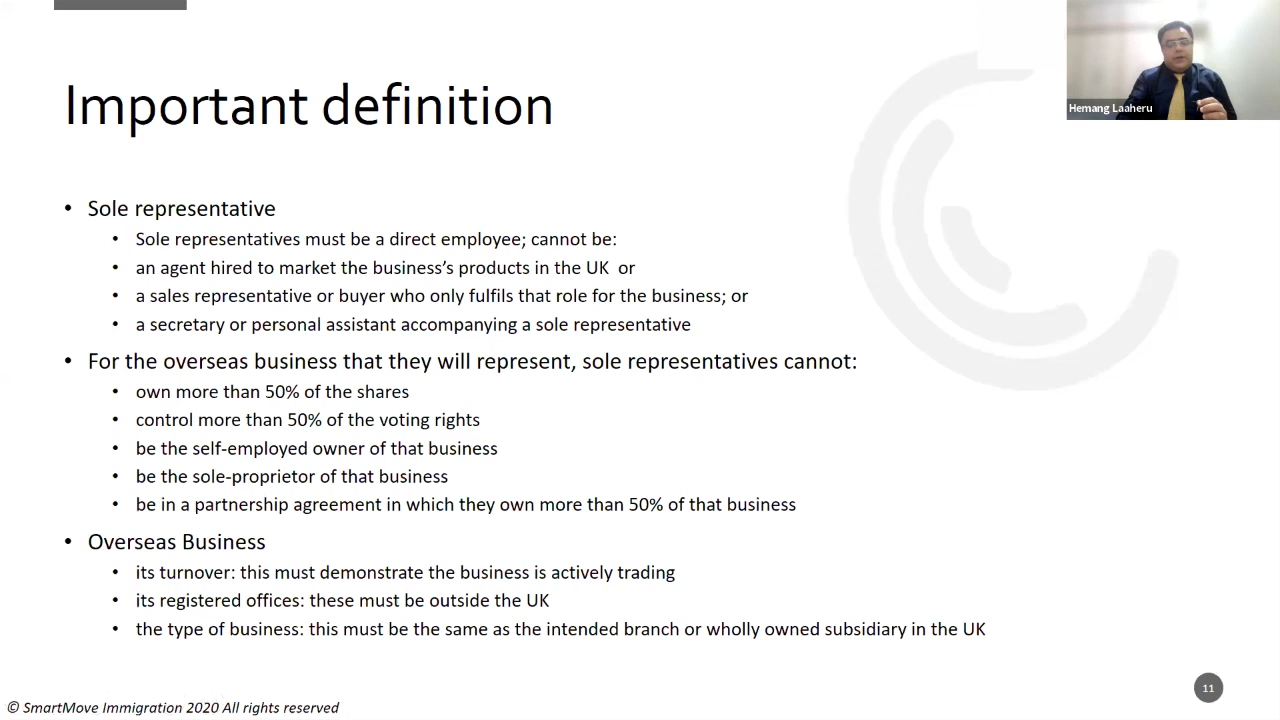 Important definition
Hemang Laaheru
• Sole representative
• Sole representatives must be a direct employee; cannot be:
• an agent hired to market the business’s products in the UK  or
• a sales representative or buyer who only fulfils that role for the business; or
• a secretary or personal assistant accompanying a sole representative
• For the overseas business that they will represent, sole representatives cannot:
• own more than 50% of the shares
• control more than 50% of the voting rights
• be the self-employed owner of that business
• be the sole-proprietor of that business
• be in a partnership agreement in which they own more than 50% of that business
• Overseas Business
• its turnover: this must demonstrate the business is actively trading
• its registered offices: these must be outside the UK
• the type of business: this must be the same as the intended branch or wholly owned subsidiary in the UK
11
© SmartMove Immigration 2020 All rights reserved